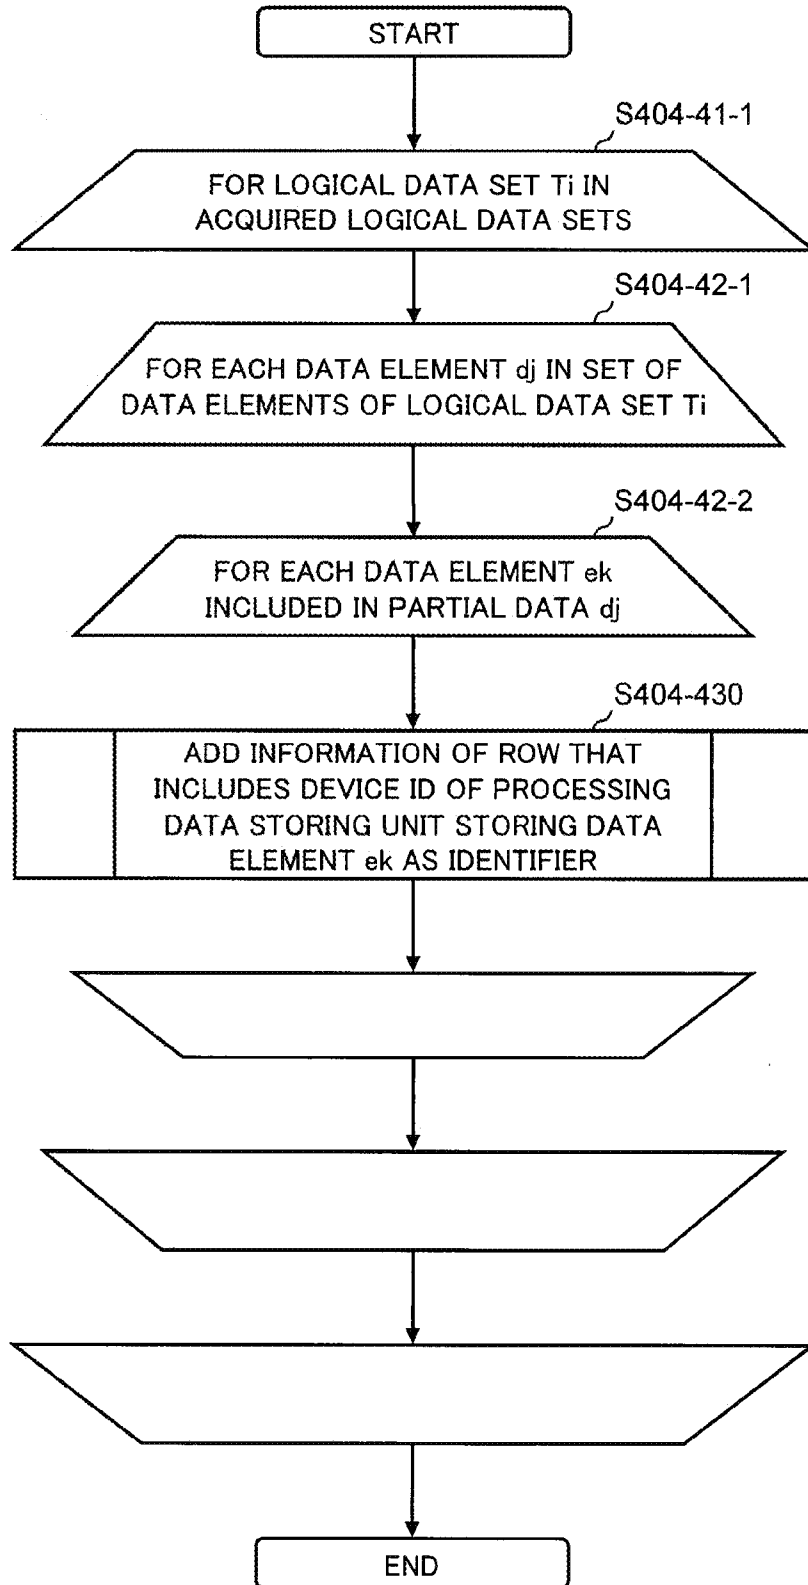 START
S404-41-1
FOR LOGICAL DATA SET Ti IN
ACQUIRED LOGICAL DATA SETS
S404-42-1
FOR EACH DATA ELEMENT dj IN SET OF
DATA ELEMENTS OF LOGICAL DATA SET Ti
S404-42-2
FOR EACH DATA ELEMENT ek
INCLUDED IN PARTIAL DATA dj
S404-430
ADD INFORMATION OF ROW THAT
INCLUDES DEVICE ID OF PROCESSING
DATA STORING UNIT STORING DATA
ELEMENT ek AS IDENTIFIER
END